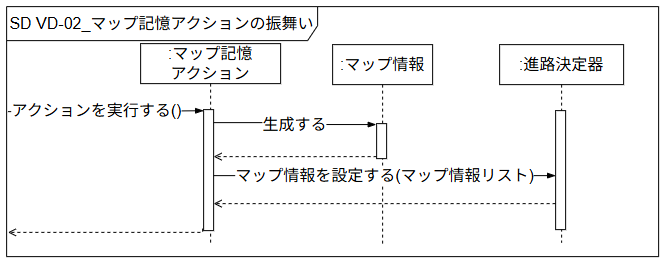 SD VD-02_マップ記憶アクションの振舞い
:マップ記憶
アクション
:マップ情報
:進路決定器
アクションを実行する()
生成する
マップ情報を設定する(マップ情報リスト)